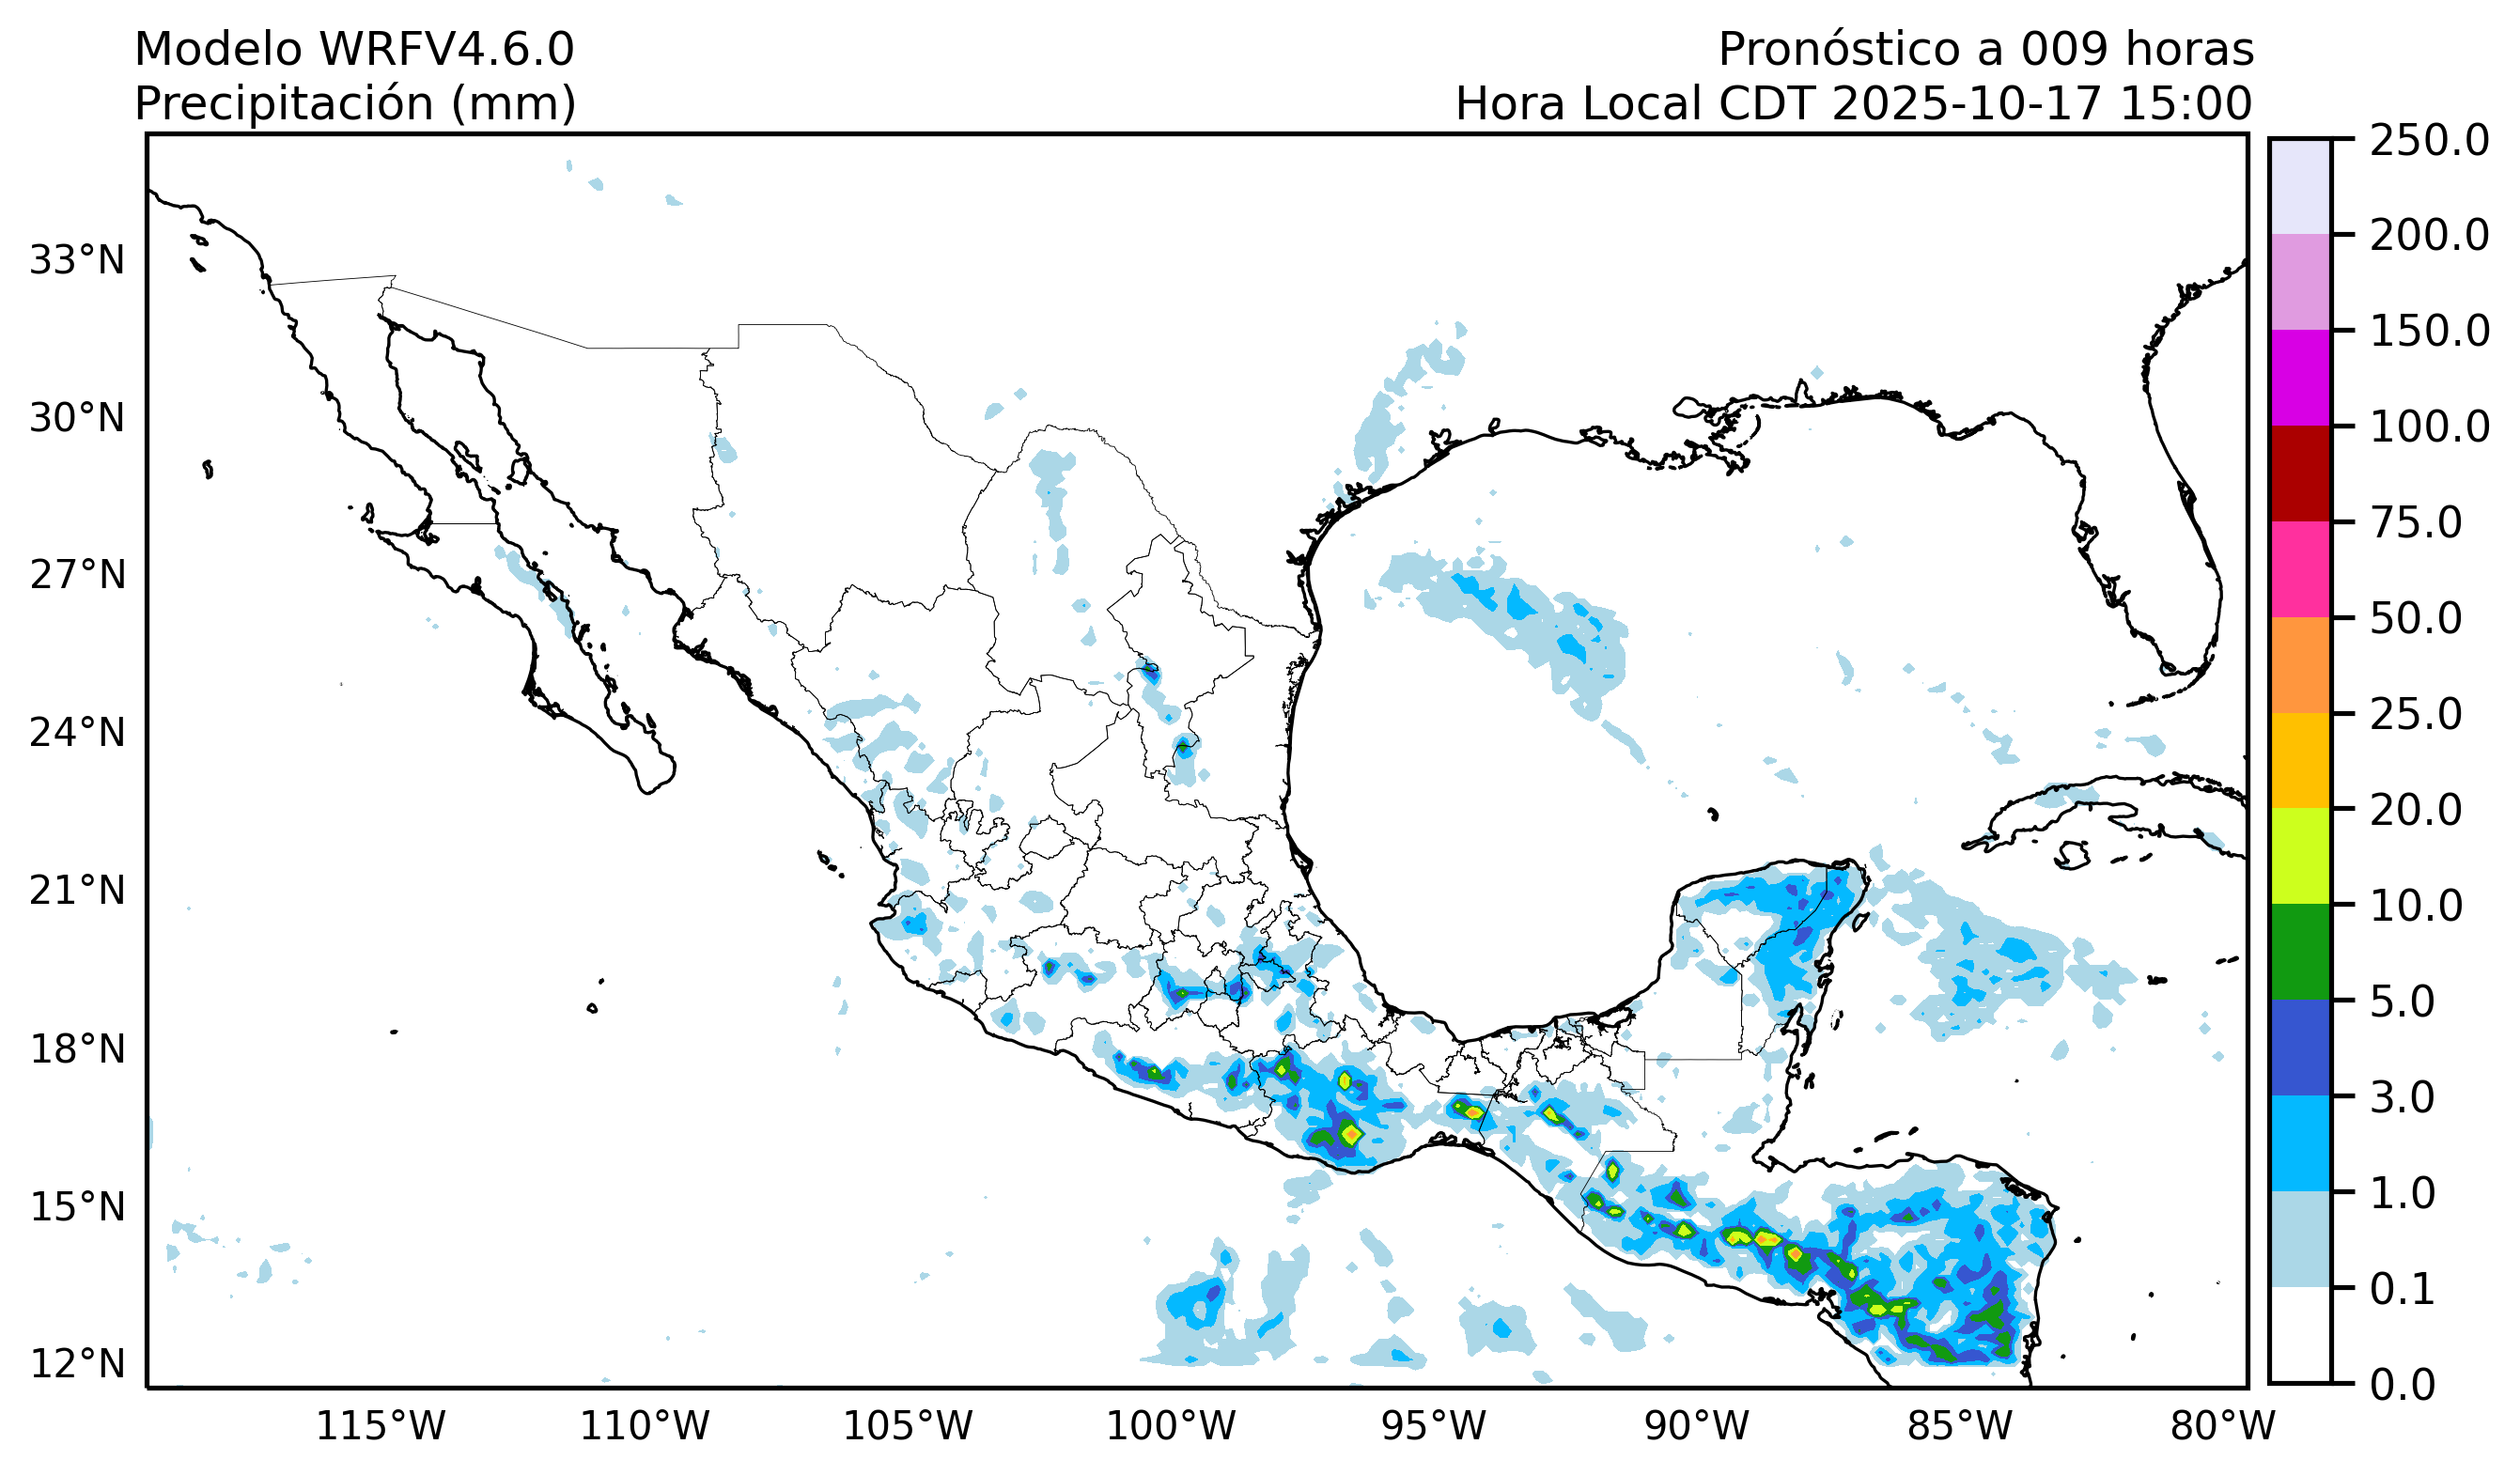 Modelo WRFV4.6.0
Precipitación (mm)
Pronóstico a 009 horas
Hora Local CDT 2025-10-17 15:00
33°N
30°N
27°N
24°N
21°N
18°N
15°N
12°N
115°W
110°W
105°W
100°W
95°W
90°W
85°W
80°W
250.0
200.0
150.0
100.0
75.0
50.0
25.0
20.0
10.0
5.0
3.0
1.0
0.1
0.0